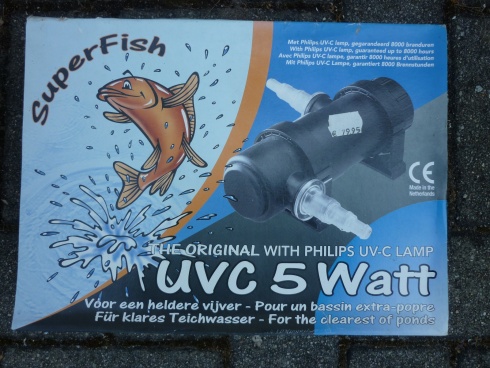 SuperFish
Met Philips UV-C lamp, gegarandeerd 8000 branduren
With Philips UV-C lamp, guaranteed up to 8000 hours
Avec Philips UV-C lampe, garantir 8000 heures d'utilisation
Mit Philips UV-C Lampe, garantiert 8000 Brennstunden
CE
Made in the
Netherlands
THE ORIGINAL WITH PHILIPS UV-C LAMP
UVC 5 Watt
Voor een heldere vijver - Pour un bassin extra-popre
Für klares Teichwasser - For the clearest of ponds